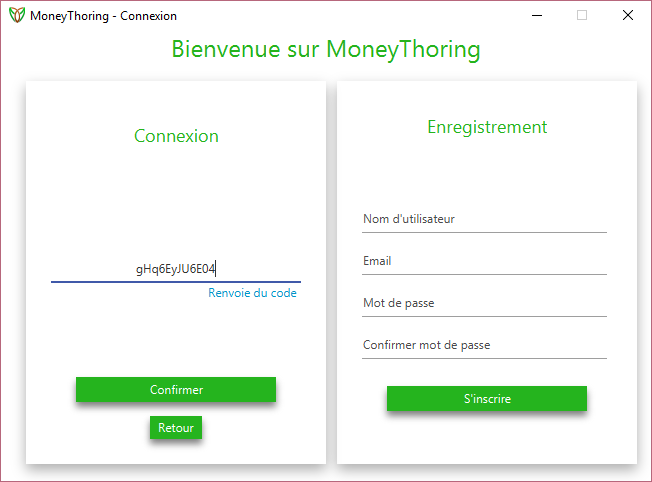 MoneyThoring - Connexion
Bienvenue sur MoneyThoring
Connexion
gHq6EyJU6E04
Renvoie du code
Confirmer
Retour
Enregistrement
Nom d'utilisateur
Email
Mot de passe
Confirmer mot de passe
S'inscrire